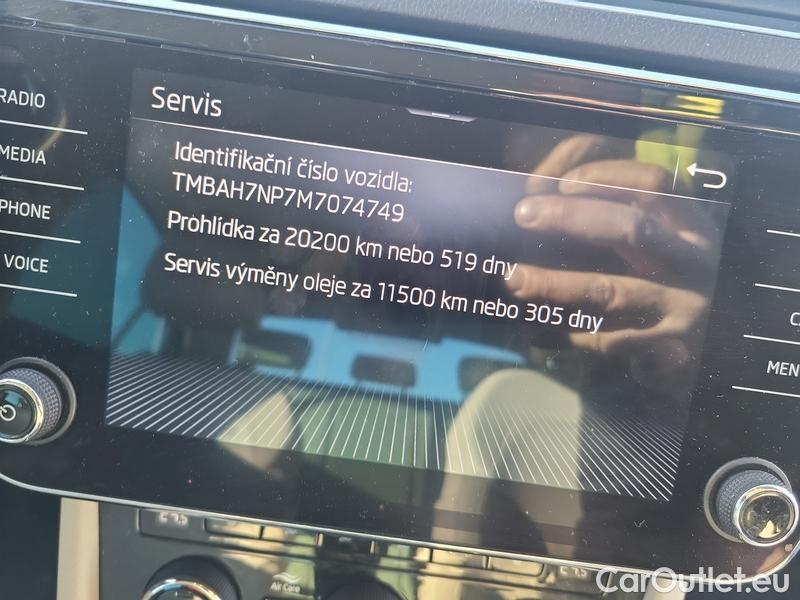 RADIO
MEDIA
PHONE
VOICE
Servis
Identifikační číslo vozidla:
TMBAH7NP7M7074749
Prohlídka za 20200 km nebo 519 dny
Servis výměny oleje za 11500 km nebo 305 dny
MEN
Air Care
CarOutlet.eu